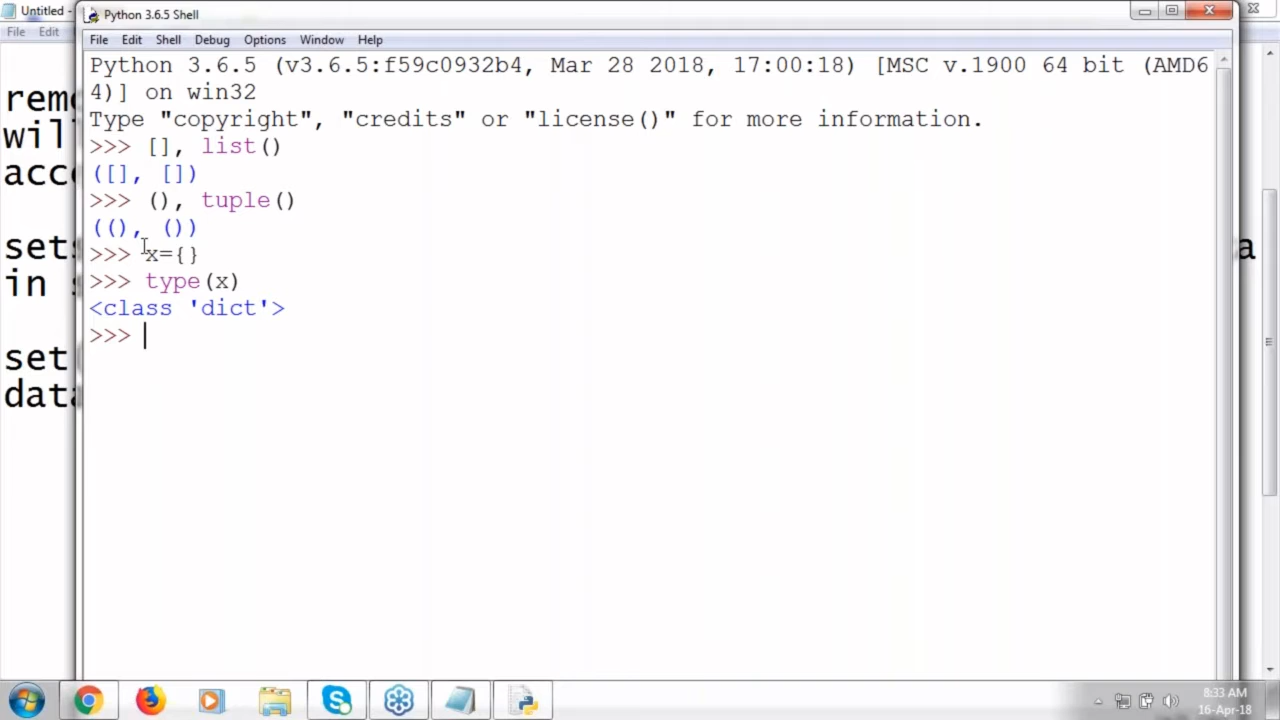 Untitled -
Python 3.6.5 Shell
File Edit
File Edit Shell Debug Options Window Help
Python 3.6.5 (v3.6.5:f59c0932b4, Mar 28 2018, 17:00:18) [MSC v.1900 64 bit (AMD6
4)] on win32
Type "copyright", "credits" or "license()" for more information.
>>> [], list()
([], [])
>>> (), tuple()
((), ())
>>> x={}
>>> type(x)
<class 'dict'>
>>>
in
set
8:33 AM
16-Apr-18